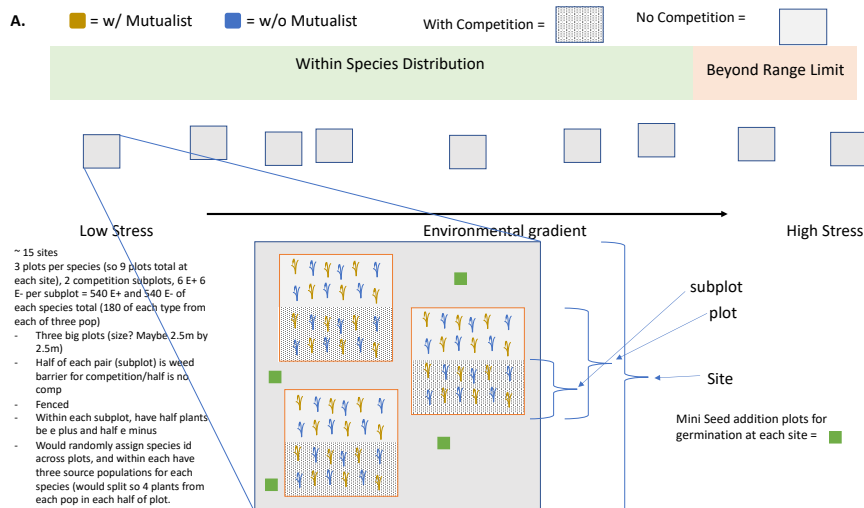 A.
= w/ Mutualist
= w/o Mutualist
With Competition =
No Competition =
Within Species Distribution
Beyond Range Limit
Low Stress
Environmental gradient
High Stress
~ 15 sites
3 plots per species (so 9 plots total at
each site), 2 competition subplots, 6 E+ 6
E- per subplot = 540 E+ and 540 E- of
each species total (180 of each type from
each of three pop)
- Three big plots (size? Maybe 2.5m by
2.5m)
- Half of each pair (subplot) is weed
barrier for competition/half is no
comp
- Fenced
- Within each subplot, have half plants
be e plus and half e minus
- Would randomly assign species id
across plots, and within each have
three source populations for each
species (would split so 4 plants from
each pop in each half of plot.
subplot
plot
Site
Mini Seed addition plots for
germination at each site =